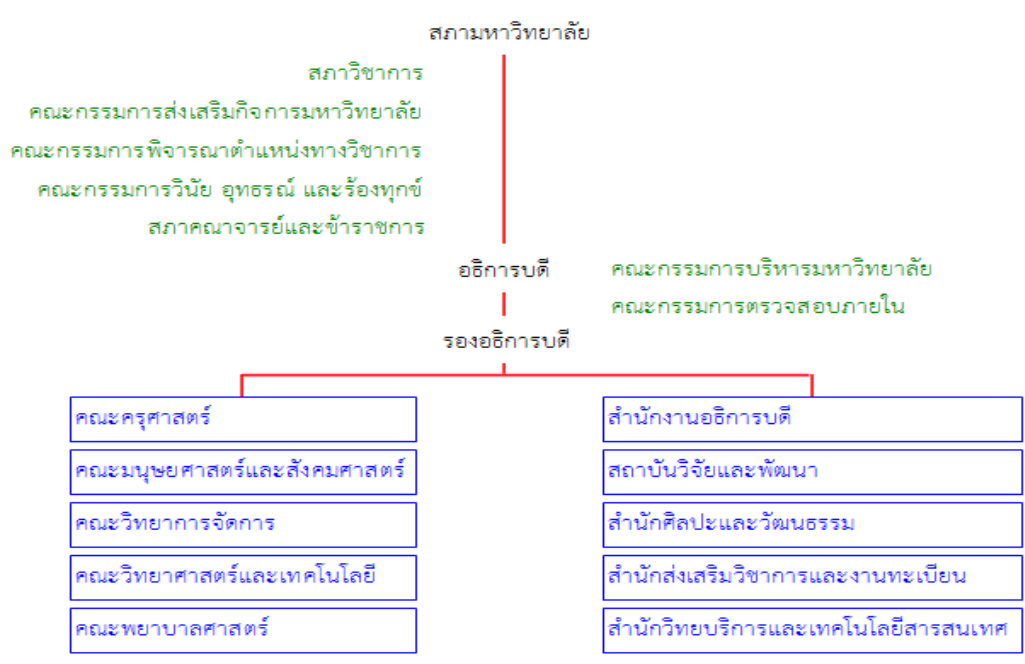 สภามหาวิทยาลัย
สภาวิชาการ
คณะกรรมการส่งเสริมกิจการมหาวิทยาลัย
คณะกรรมการพิจารณาตำแหน่งทางวิชาการ
คณะกรรมการวินัย อุทธรณ์ และร้องทุกข์
สภาคณาจารย์และข้าราชการ
อธิการบดี
คณะกรรมการบริหารมหาวิทยาลัย
คณะกรรมการตรวจสอบภายใน
รองอธิการบดี
คณะครุศาสตร์
คณะมนุษยศาสตร์และสังคมศาสตร์
คณะวิทยาการจัดการ
คณะวิทยาศาสตร์และเทคโนโลยี
คณะพยาบาลศาสตร์
สำนักงานอธิการบดี
สถาบันวิจัยและพัฒนา
สำนักศิลปะและวัฒนธรรม
สำนักส่งเสริมวิชาการและงานทะเบียน
สำนักวิทยบริการและเทคโนโลยีสารสนเทศ